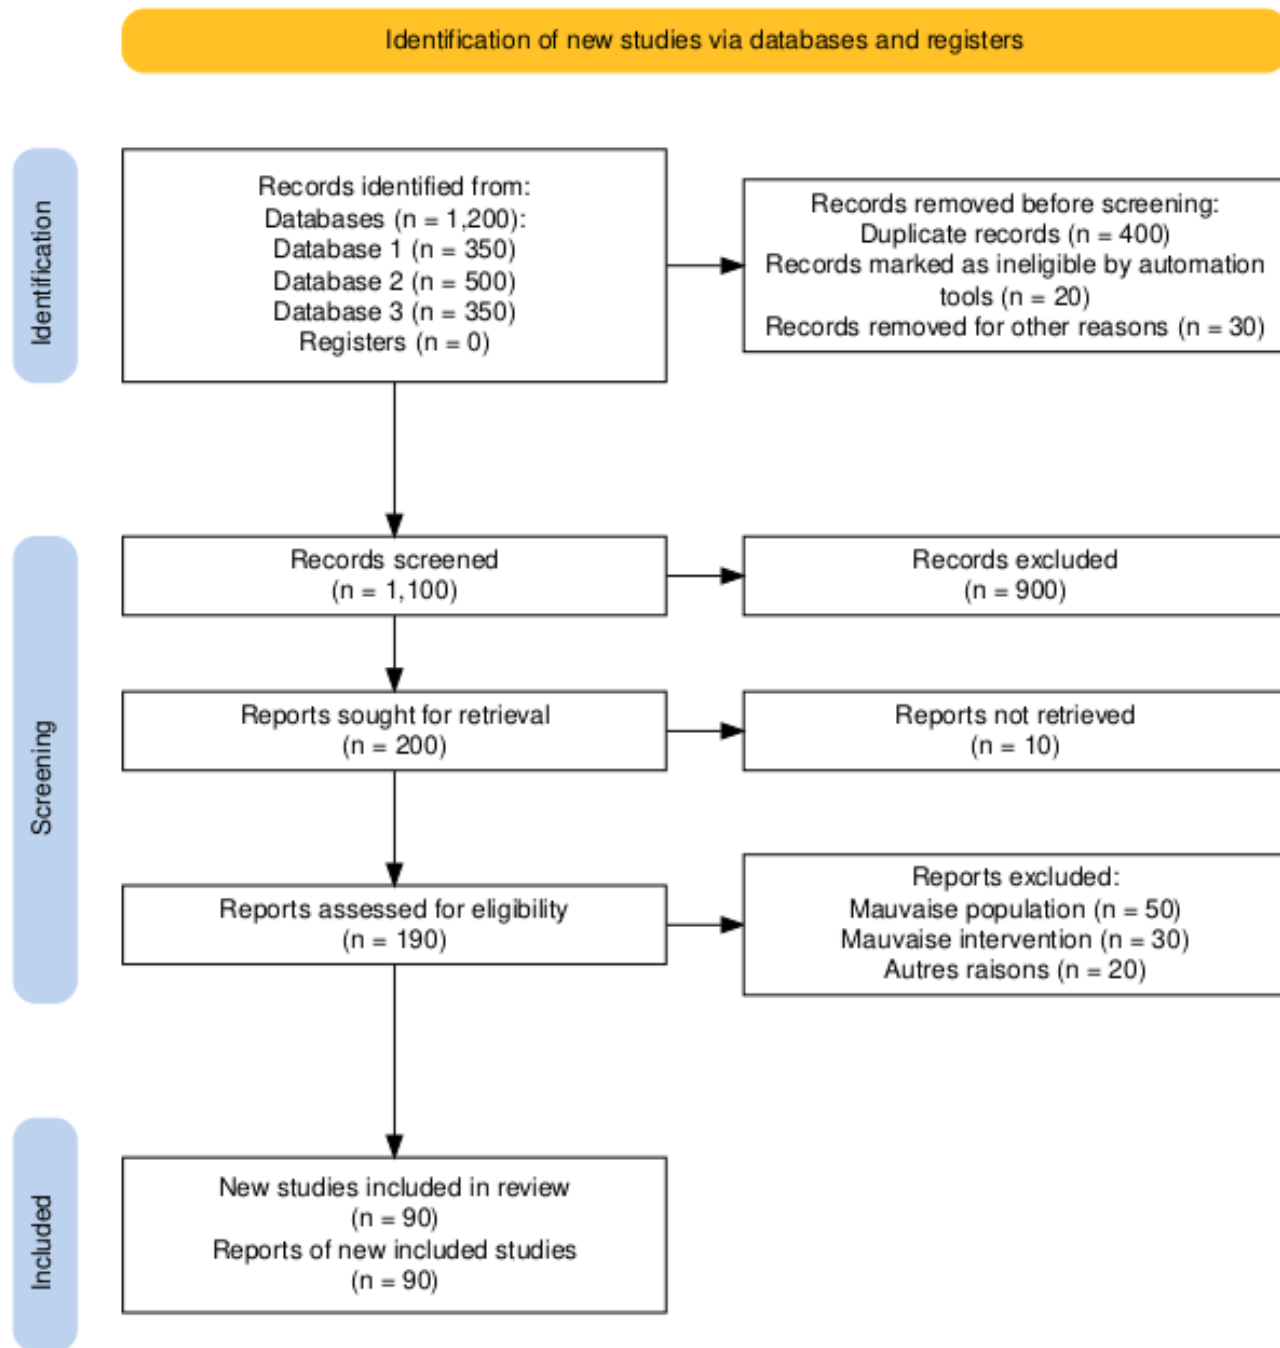 Identification of new studies via databases and registers
Identification
Records identified from:
Databases (n = 1,200):
Database 1 (n = 350)
Database 2 (n = 500)
Database 3 (n = 350)
Registers (n = 0)
Records removed before screening:
Duplicate records (n = 400)
Records marked as ineligible by automation
tools (n = 20)
Records removed for other reasons (n = 30)
Screening
Records screened
(n = 1,100)
Records excluded
(n = 900)
Reports sought for retrieval
(n = 200)
Reports not retrieved
(n = 10)
Reports assessed for eligibility
(n = 190)
Reports excluded:
Mauvaise population (n = 50)
Mauvaise intervention (n = 30)
Autres raisons (n = 20)
Included
New studies included in review
(n = 90)
Reports of new included studies
(n = 90)